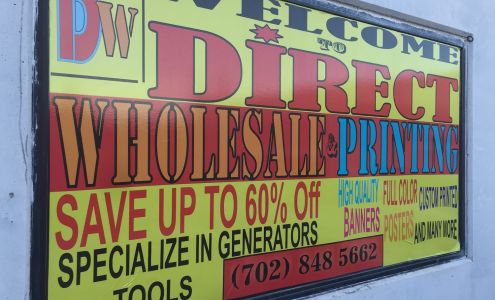 DW
WELCOME
TO
DIRECT
WHOLESALE & PRINTING
SAVE UP TO 60% Off
SPECIALIZE IN GENERATORS
TOOLS
HIGH QUALITY
BANNERS
FULL COLOR
POSTERS
CUSTOM PRINTED
AND MANY MORE
(702) 848 5662